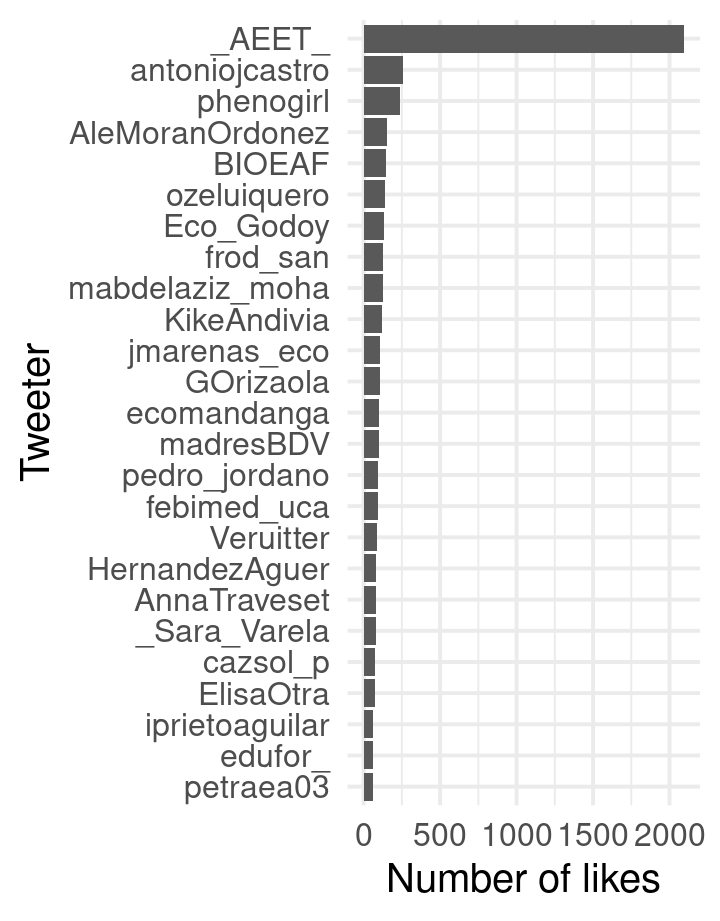 _AEET_
antoniojcastro
phenogirl
AleMoranOrdonez
BIOEAF
ozeluiquero
Eco_Godoy
frod_san
mabdelaziz_moha
KikeAndivia
jmarenas_eco
GOrizaola
ecomandanga
madresBDV
pedro_jordano
febimed_uca
Veruitter
HernandezAguer
AnnaTraveset
_Sara_Varela
cazsol_p
ElisaOtra
iprietoaguilar
edufor_
petraea03
Tweeter
0 500 1000 1500 2000
Number of likes